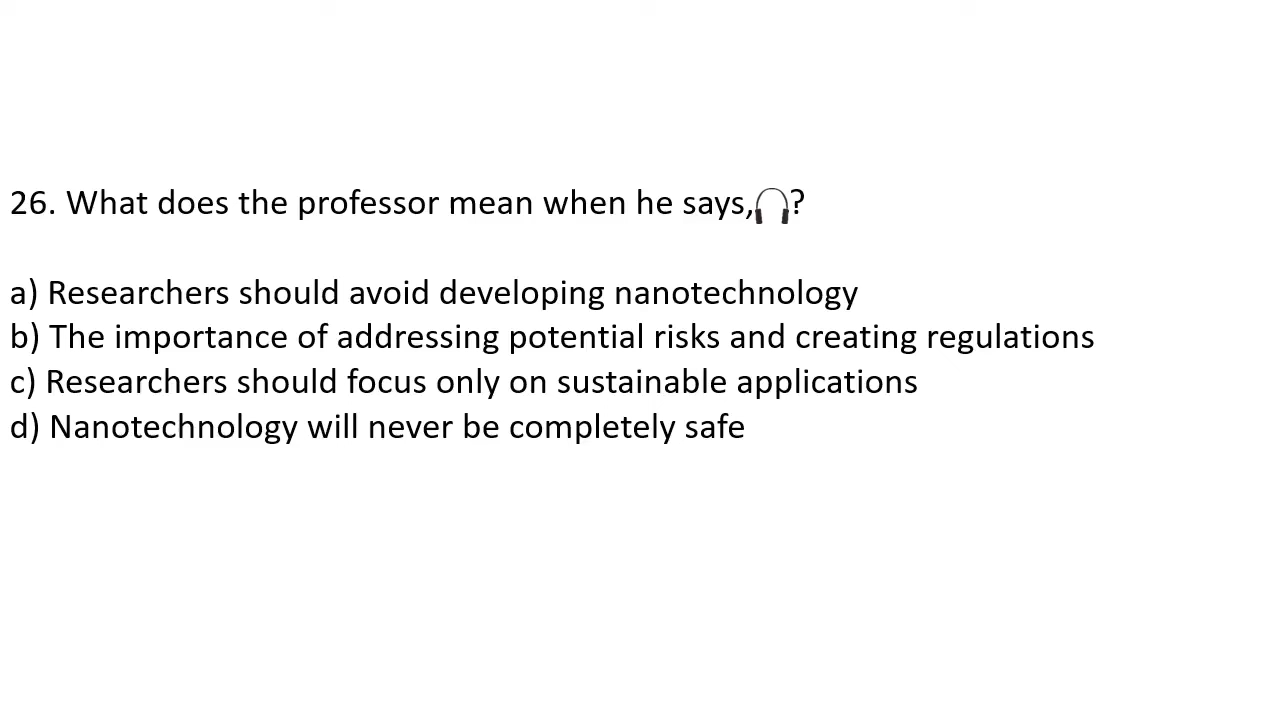 26. What does the professor mean when he says,?
a) Researchers should avoid developing nanotechnology
b) The importance of addressing potential risks and creating regulations
c) Researchers should focus only on sustainable applications
d) Nanotechnology will never be completely safe